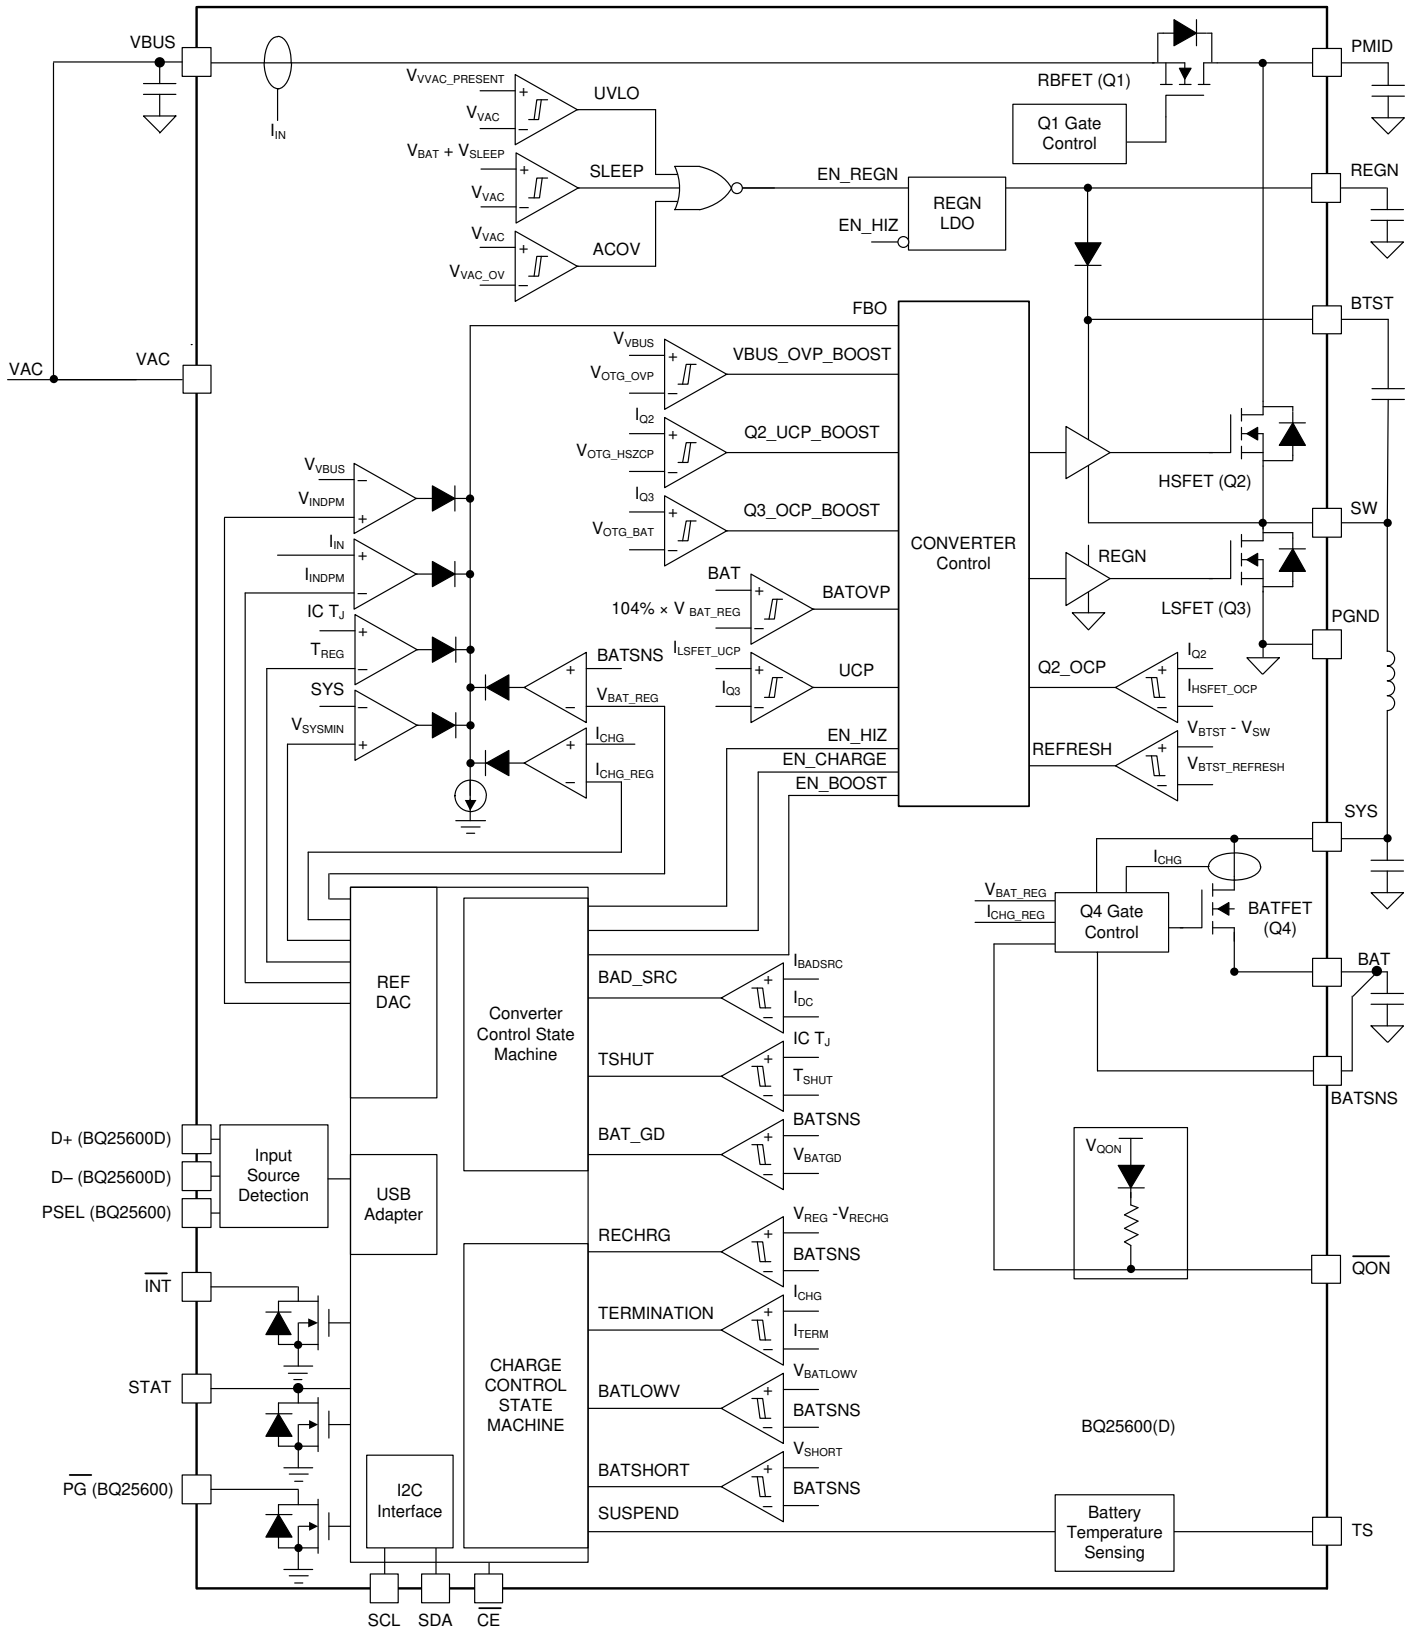 VBUS
I_IN
V_VVAC_PRESENT
V_VAC
UVLO
V_BAT + V_SLEEP
V_VAC
SLEEP
V_VAC
V_VAC_OV
ACOV
RBFET (Q1)
Q1 Gate
Control
PMID
EN_REGN
EN_HIZ
REGN
LDO
REGN
BTST
VAC
VAC
FBO
V_VBUS
V_OTG_OVP
VBUS_OVP_BOOST
I_Q2
V_OTG_HSZCP
Q2_UCP_BOOST
I_Q3
V_OTG_BAT
Q3_OCP_BOOST
BAT
104% × V_BAT_REG
BATOVP
I_LSFET_UCP
I_Q3
UCP
CONVERTER
Control
HSFET (Q2)
SW
REGN
LSFET (Q3)
PGND
Q2_OCP
I_Q2
I_HSFET_OCP
REFRESH
V_BTST - V_SW
V_BTST_REFRESH
V_VBUS
V_INDPM
I_IN
I_INDPM
IC T_J
T_REG
SYS
V_SYSMIN
BATSNS
V_BAT_REG
I_CHG
I_CHG_REG
EN_HIZ
EN_CHARGE
EN_BOOST
SYS
I_CHG
V_BAT_REG
I_CHG_REG
Q4 Gate
Control
BATFET
(Q4)
BAT
BATSNS
REF
DAC
Converter
Control State
Machine
BAD_SRC
I_BADSRC
I_DC
TSHUT
IC T_J
T_SHUT
BAT_GD
BATSNS
V_BATGD
D+ (BQ25600D)
D− (BQ25600D)
PSEL (BQ25600)
Input
Source
Detection
USB
Adapter
V_QON
QON
RECHRG
V_REG -V_RECHG
BATSNS
TERMINATION
I_CHG
I_TERM
BATLOWV
V_BATLOWV
BATSNS
BATSHORT
V_SHORT
BATSNS
SUSPEND
CHARGE
CONTROL
STATE
MACHINE
INT
STAT
PG (BQ25600)
I2C
Interface
BQ25600(D)
Battery
Temperature
Sensing
TS
SCL
SDA
CE